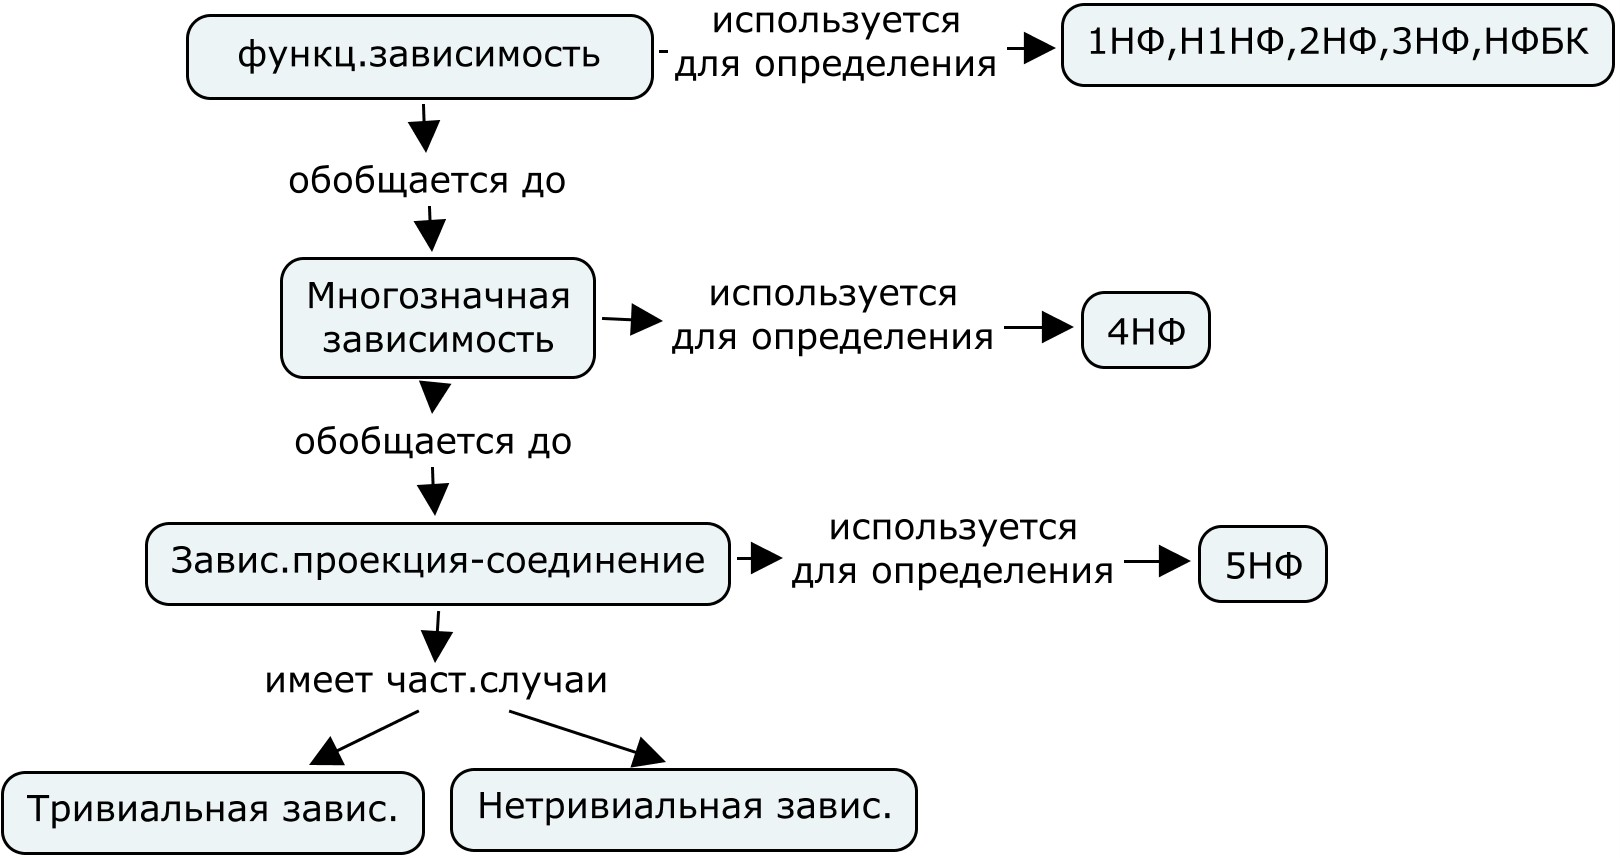 функц.зависимость
используется
для определения
1НФ,Н1НФ,2НФ,3НФ,НФБК
обобщается до
Многозначная
зависимость
используется
для определения
4НФ
обобщается до
Завис.проекция-соединение
используется
для определения
5НФ
имеет част.случаи
Тривиальная завис.
Нетривиальная завис.